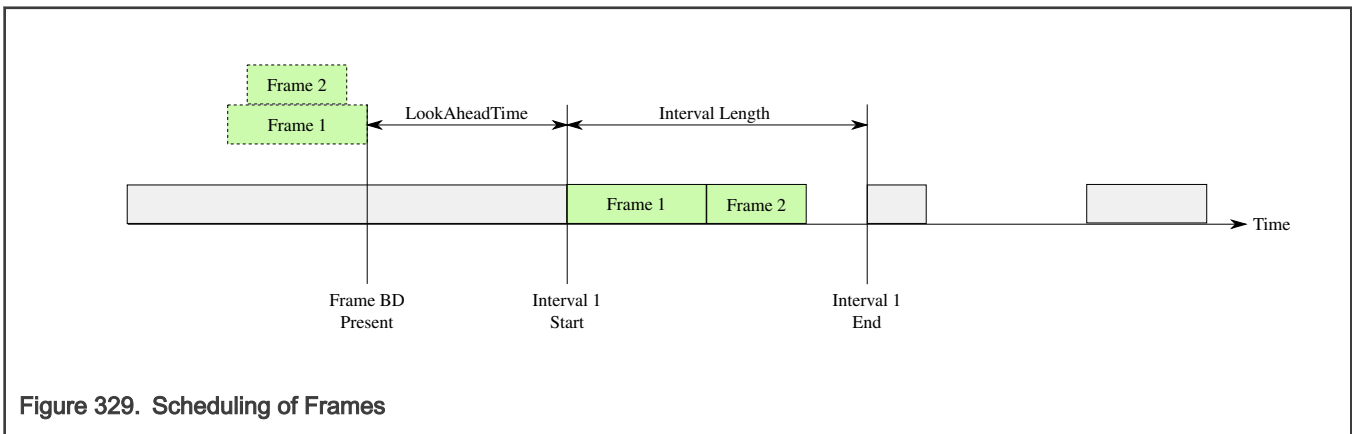 Frame 2
Frame 1
LookAheadTime
Interval Length
Frame 1
Frame 2
Time
Frame BD
Present
Interval 1
Start
Interval 1
End
Figure 329. Scheduling of Frames